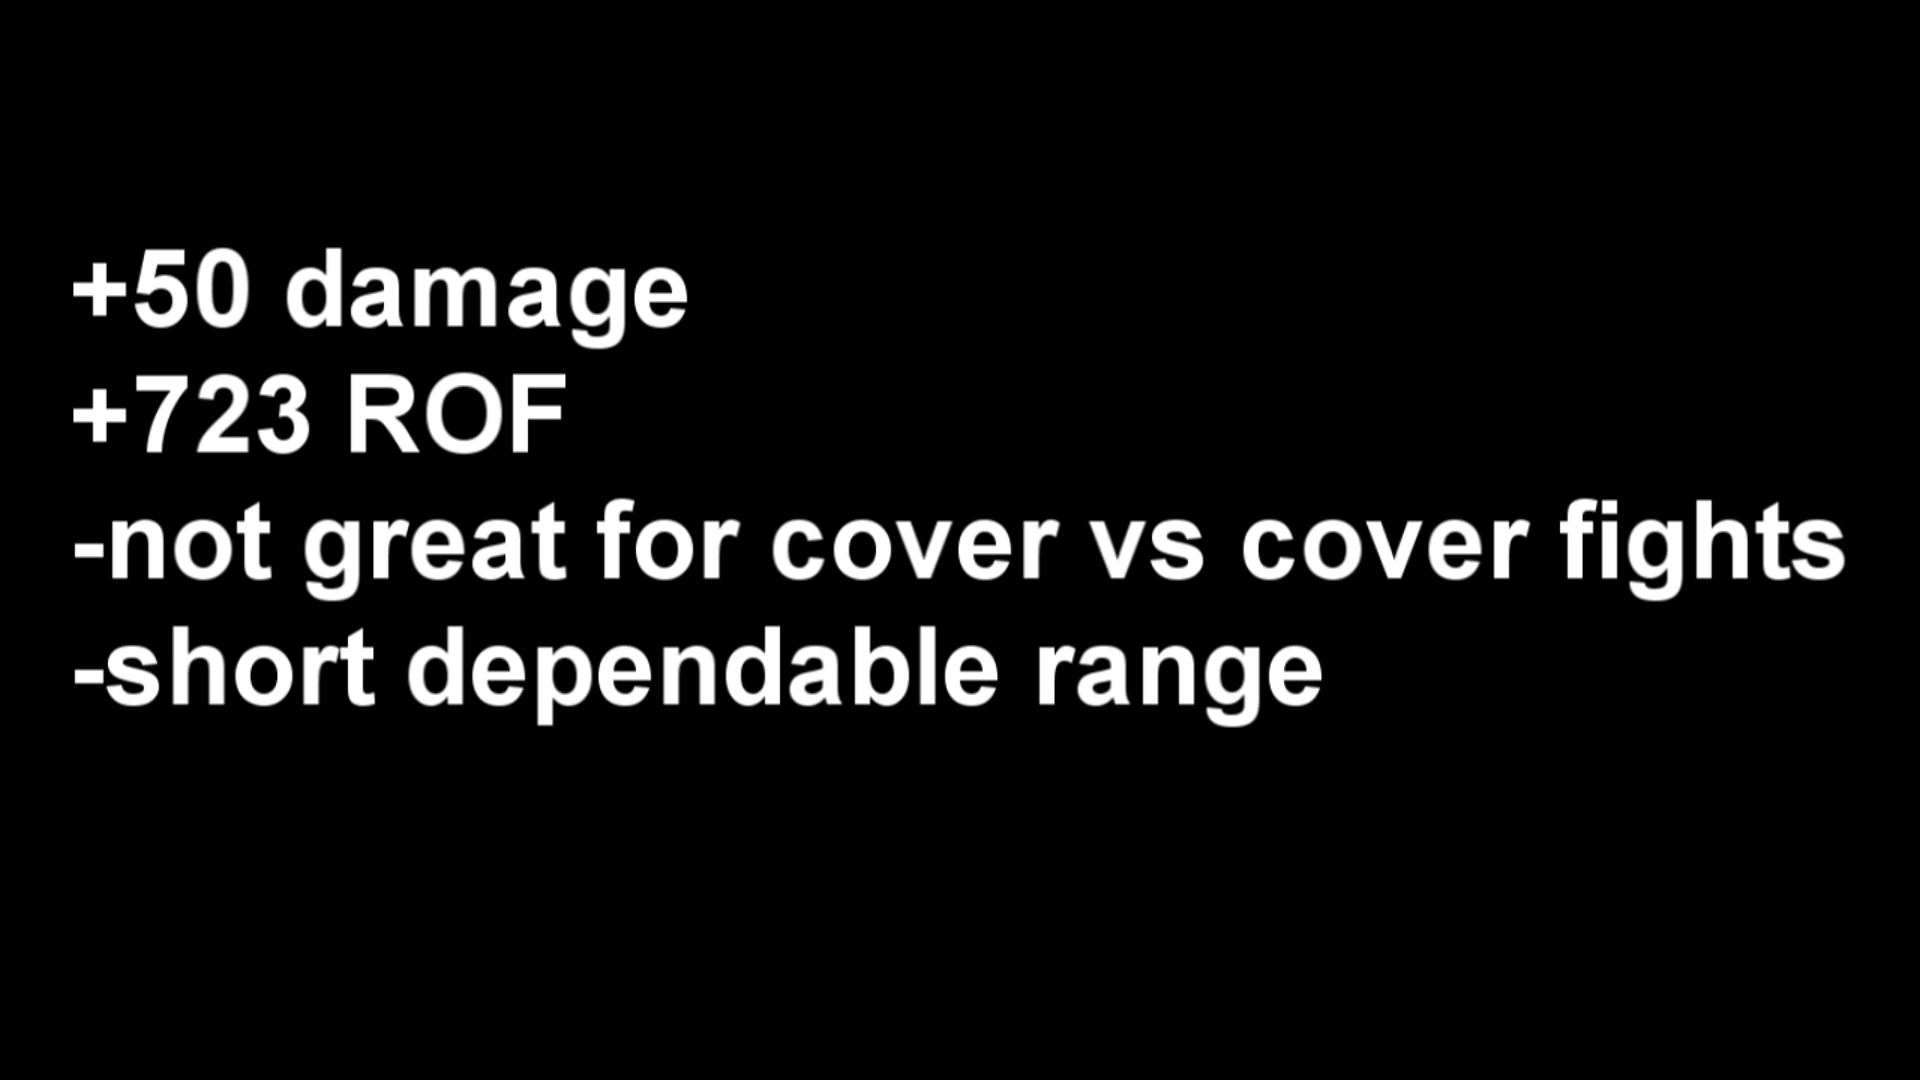 +50 damage
+723 ROF
-not great for cover vs cover fights
-short dependable range